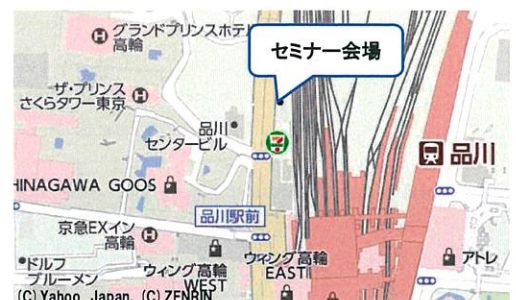 グランドプリンスホテル
高輪
セミナー会場
ザ・プリンス
さくらタワー東京
品川
センタービル
品川
HINAGAWA GOOS
品川駅前
京急EXイン
高輪
ウィング高輪
EAST
アトレ
ドルフ
ブルーメン
ウィング高輪
WEST
(C) Yahoo Japan, (C) ZENRIN